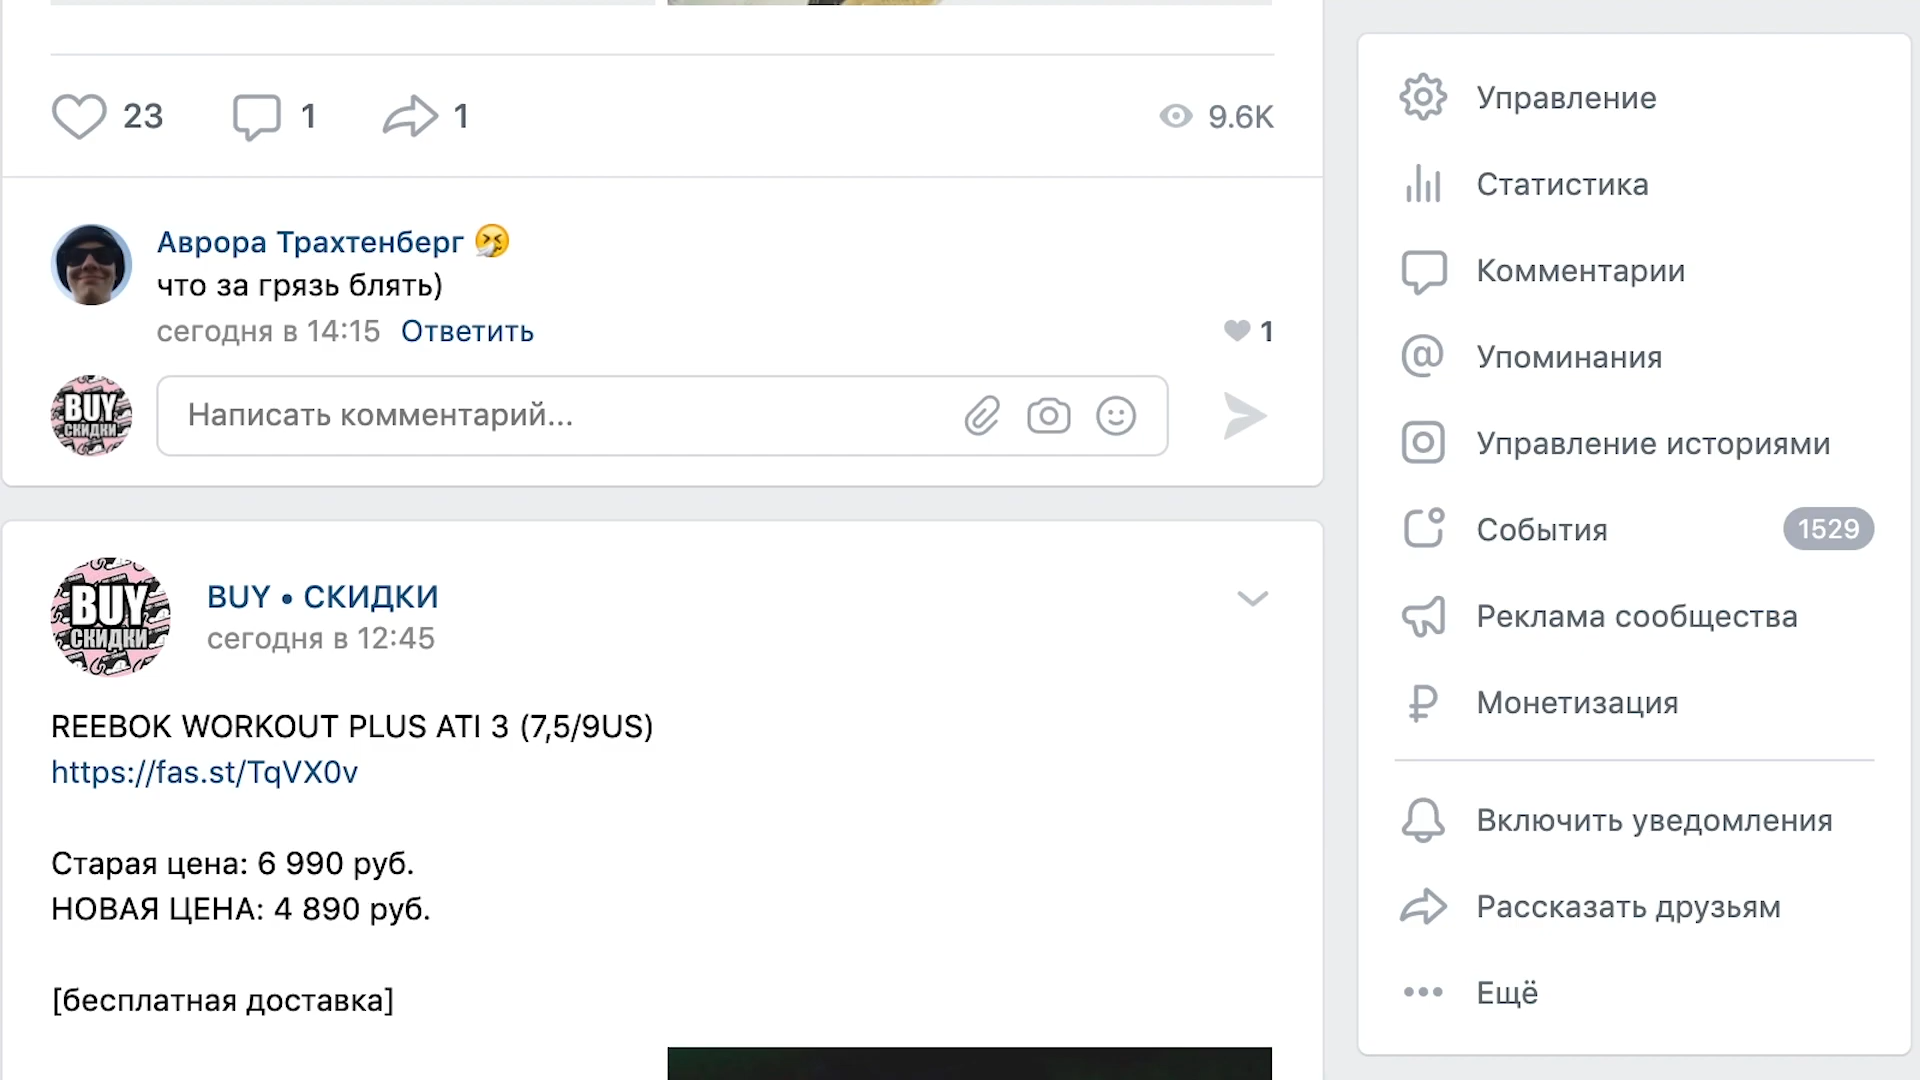 23
1
1
9.6K
Аврора Трахтенберг
что за грязь блять)
сегодня в 14:15 Ответить
1
BUY
СКИДКИ
Написать комментарий...
BUY
СКИДКИ
BUY • СКИДКИ
сегодня в 12:45
REEBOK WORKOUT PLUS ATI 3 (7,5/9US)
https://fas.st/TqVX0v
Старая цена: 6 990 руб.
НОВАЯ ЦЕНА: 4 890 руб.
[бесплатная доставка]
Управление
Статистика
Комментарии
Упоминания
Управление историями
События 1529
Реклама сообщества
Монетизация
Включить уведомления
Рассказать друзьям
Ещё